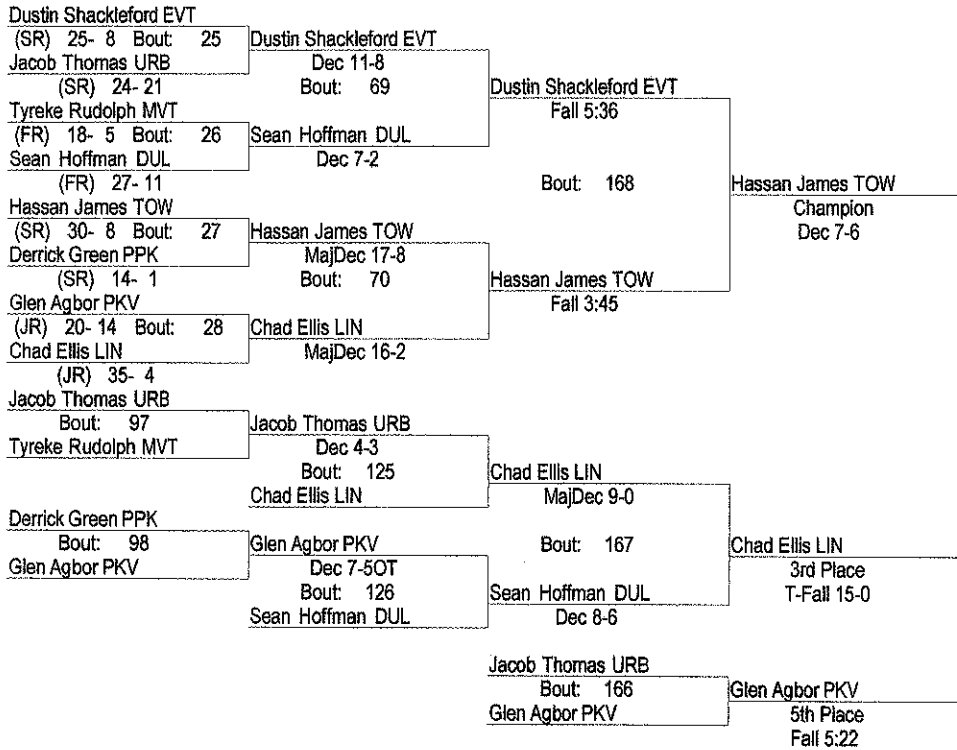 Dustin Shackleford EVT
(SR) 25- 8 Bout: 25
Jacob Thomas URB
(SR) 24- 21
Dustin Shackleford EVT
Dec 11-8
Bout: 69
Tyreke Rudolph MVT
(FR) 18- 5 Bout: 26
Sean Hoffman DUL
(FR) 27- 11
Sean Hoffman DUL
Dec 7-2
Dustin Shackleford EVT
Fall 5:36
Bout: 168
Hassan James TOW
(SR) 30- 8 Bout: 27
Derrick Green PPK
(SR) 14- 1
Hassan James TOW
MajDec 17-8
Bout: 70
Glen Agbor PKV
(JR) 20- 14 Bout: 28
Chad Ellis LIN
(JR) 35- 4
Chad Ellis LIN
MajDec 16-2
Hassan James TOW
Fall 3:45
Hassan James TOW
Champion
Dec 7-6
Jacob Thomas URB
Bout: 97
Tyreke Rudolph MVT
Jacob Thomas URB
Dec 4-3
Bout: 125
Chad Ellis LIN
Chad Ellis LIN
MajDec 9-0
Bout: 167
Derrick Green PPK
Bout: 98
Glen Agbor PKV
Glen Agbor PKV
Dec 7-5OT
Bout: 126
Sean Hoffman DUL
Sean Hoffman DUL
Dec 8-6
Chad Ellis LIN
3rd Place
T-Fall 15-0
Jacob Thomas URB
Bout: 166
Glen Agbor PKV
Glen Agbor PKV
5th Place
Fall 5:22